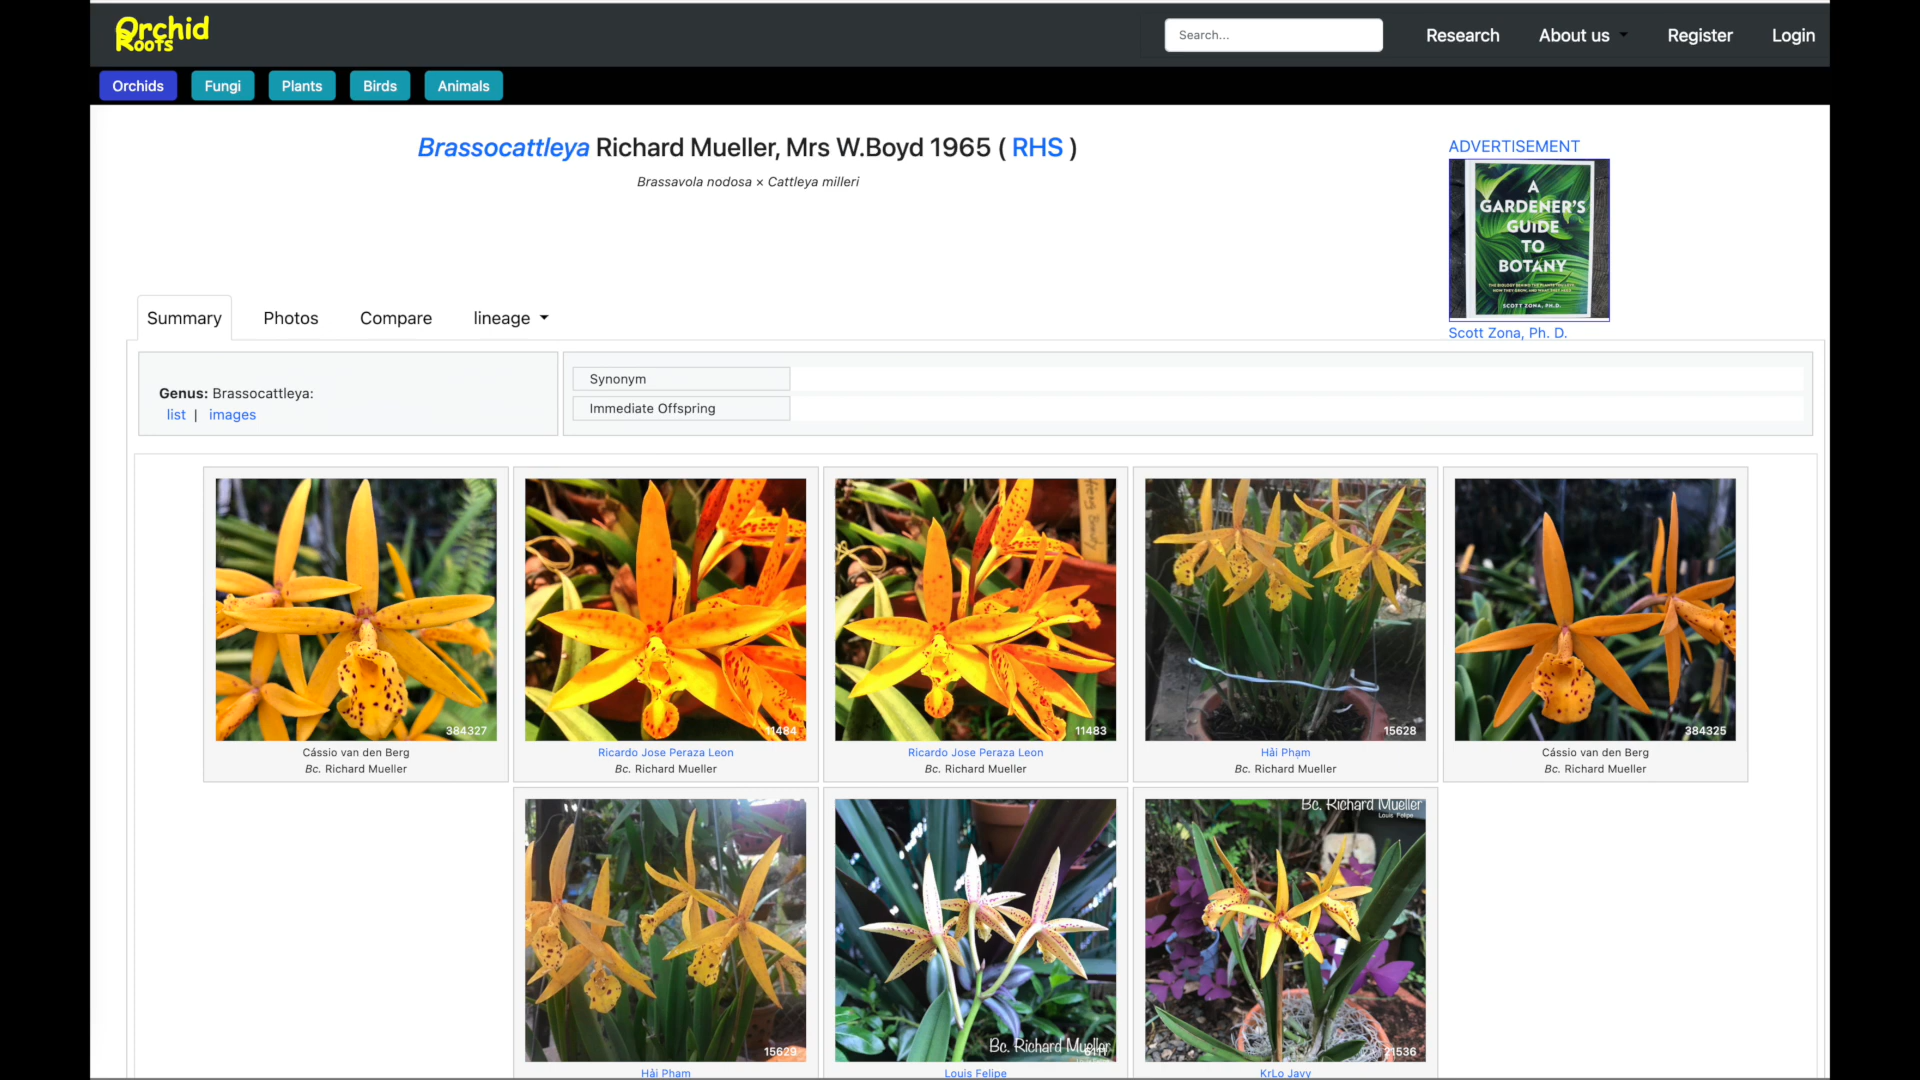 Orchid
Roots
Search...
Research
About us
Register
Login
Orchids
Fungi
Plants
Birds
Animals
Brassocattleya Richard Mueller, Mrs W.Boyd 1965 ( RHS )
Brassavola nodosa × Cattleya milleri
ADVERTISEMENT
A
GARDENER'S
GUIDE
TO
BOTANY
SCOTT ZONA, PH.D.
Scott Zona, Ph. D.
Summary
Photos
Compare
lineage
Genus: Brassocattleya:
list | images
Synonym
Immediate Offspring
384327
Cássio van den Berg
Bc. Richard Mueller
11484
Ricardo Jose Peraza Leon
Bc. Richard Mueller
11483
Ricardo Jose Peraza Leon
Bc. Richard Mueller
15628
Hải Phạm
Bc. Richard Mueller
384325
Cássio van den Berg
Bc. Richard Mueller
15629
Hải Phạm
Bc. Richard Mueller
Louis Felipe
Bc. Richard Mueller
Louis Felipe
21536
KrLo Javy